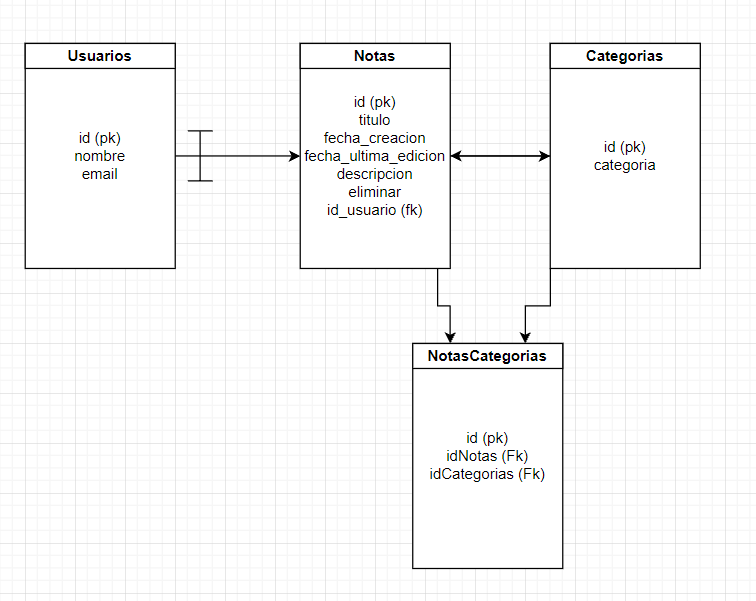 Usuarios
id (pk)
nombre
email
Notas
id (pk)
titulo
fecha_creacion
fecha_ultima_edicion
descripcion
eliminar
id_usuario (fk)
Categorias
id (pk)
categoria
NotasCategorias
id (pk)
idNotas (Fk)
idCategorias (Fk)